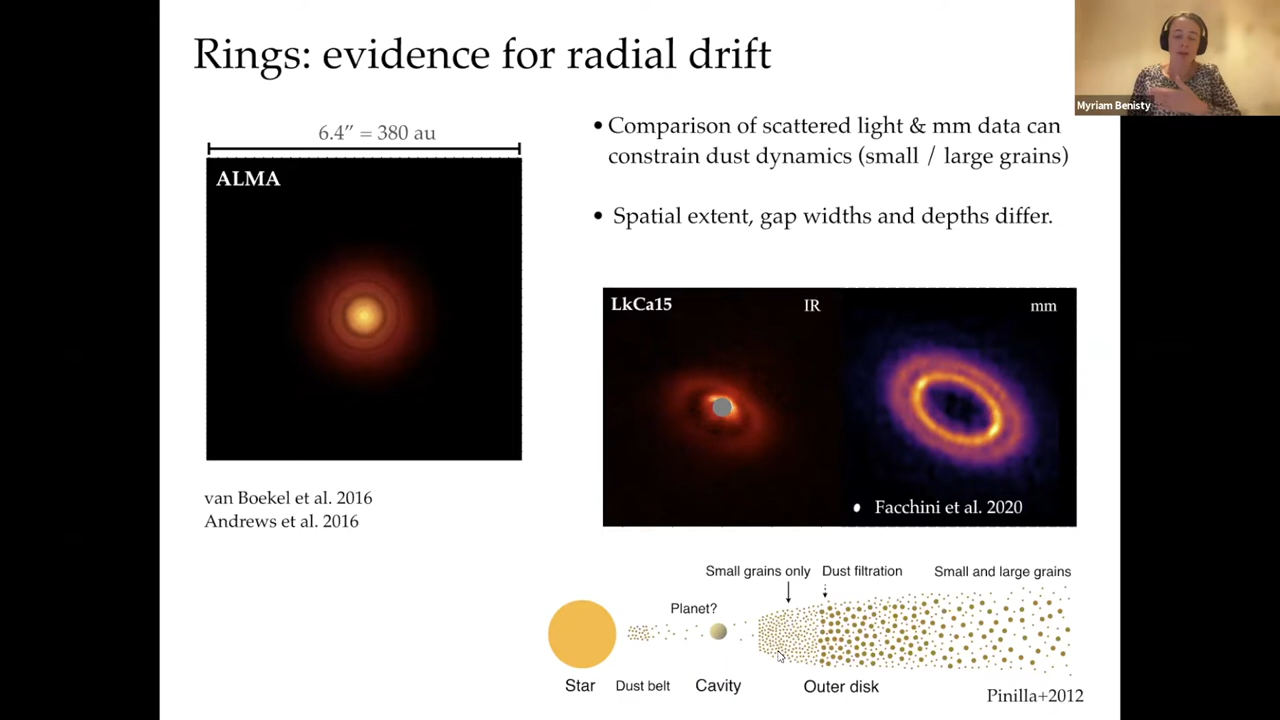 Rings: evidence for radial drift
Myriam Benisty
6.4″ = 380 au
ALMA
van Boekel et al. 2016
Andrews et al. 2016
• Comparison of scattered light & mm data can
constrain dust dynamics (small / large grains)
• Spatial extent, gap widths and depths differ.
LkCa15
IR
mm
Facchini et al. 2020
Small grains only
Dust filtration
Small and large grains
Planet?
Star
Dust belt
Cavity
Outer disk
Pinilla+2012